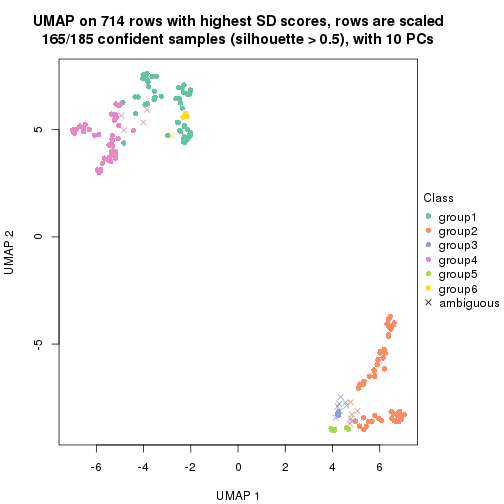 UMAP on 714 rows with highest SD scores, rows are scaled
165/185 confident samples (silhouette > 0.5), with 10 PCs
5
0
-5
UMAP 2
-6
-4
-2
0
2
4
6
UMAP 1
Class
group1
group2
group3
group4
group5
group6
ambiguous